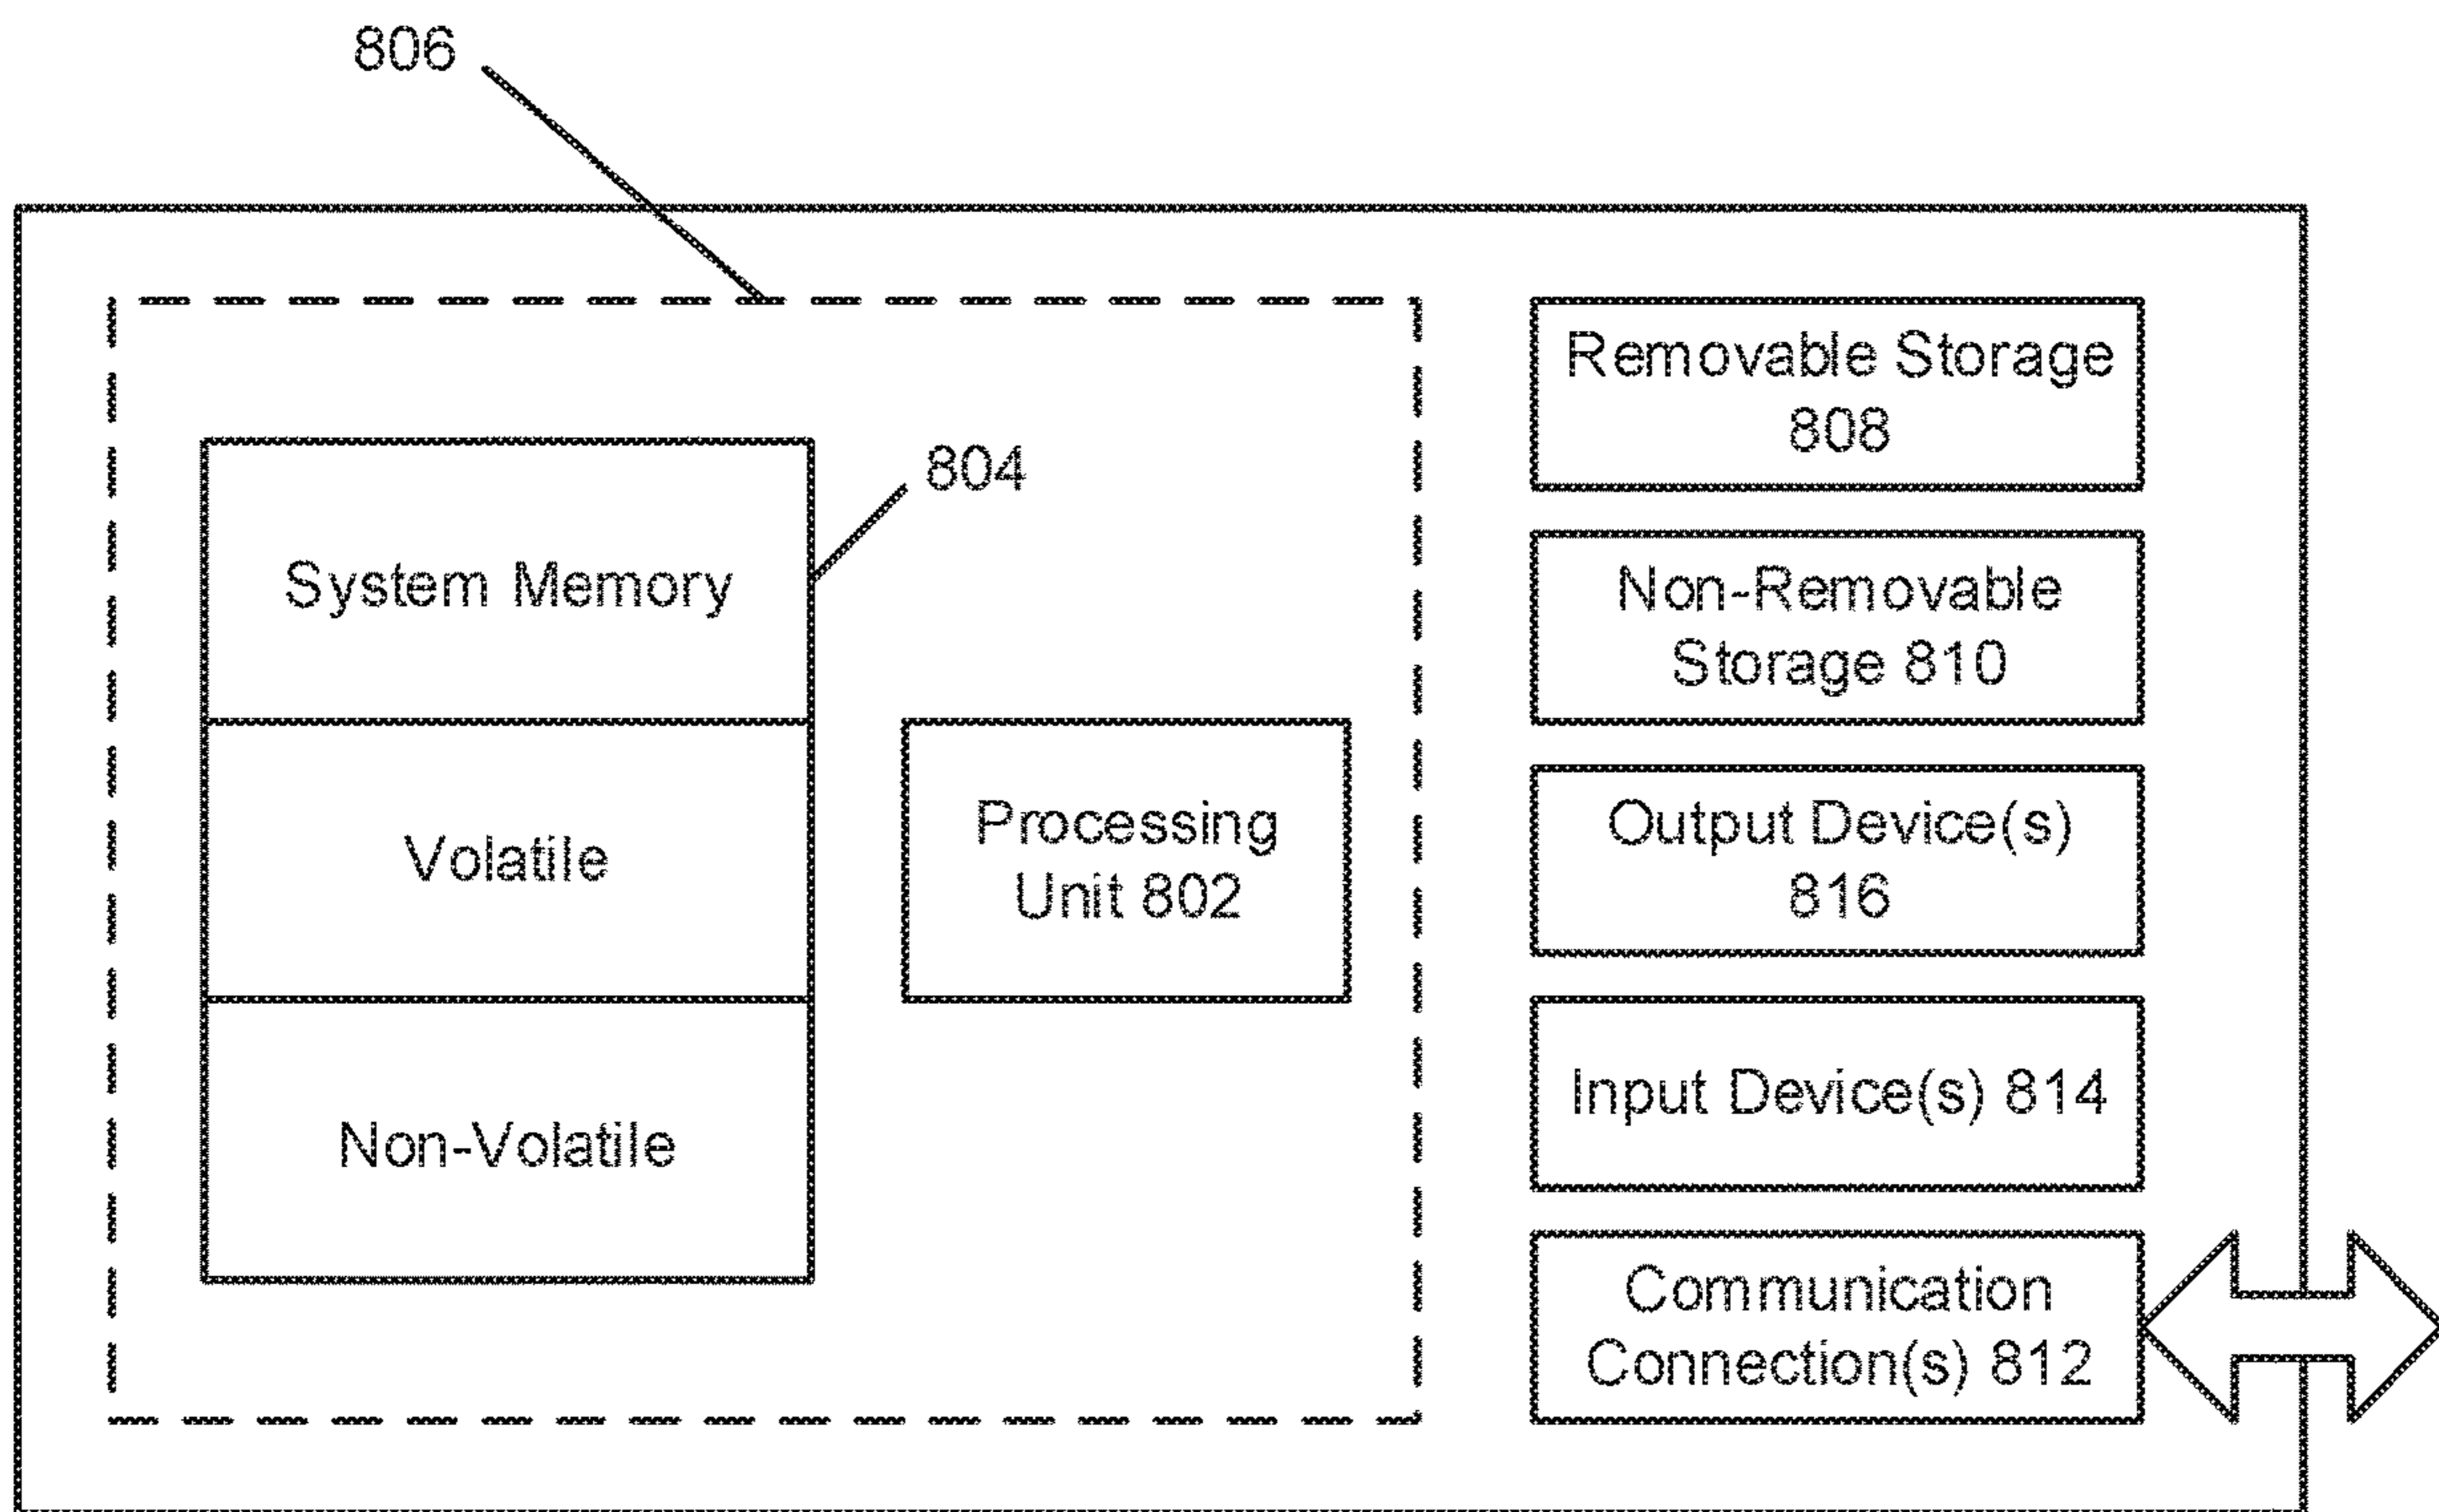 806
804
System Memory
Volatile
Non-Volatile
Processing
Unit 802
Removable Storage
808
Non-Removable
Storage 810
Output Device(s)
816
Input Device(s) 814
Communication
Connection(s) 812